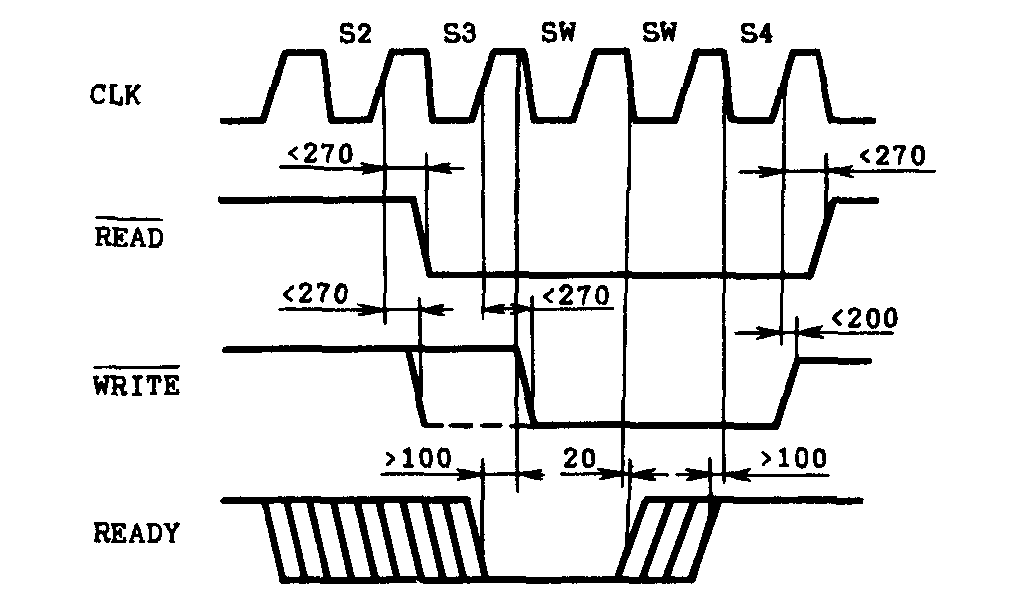 S2 S3 SW SW S4
CLK
<270 <270
READ
<270 <270 <200
WRITE
>100 20 >100
READY